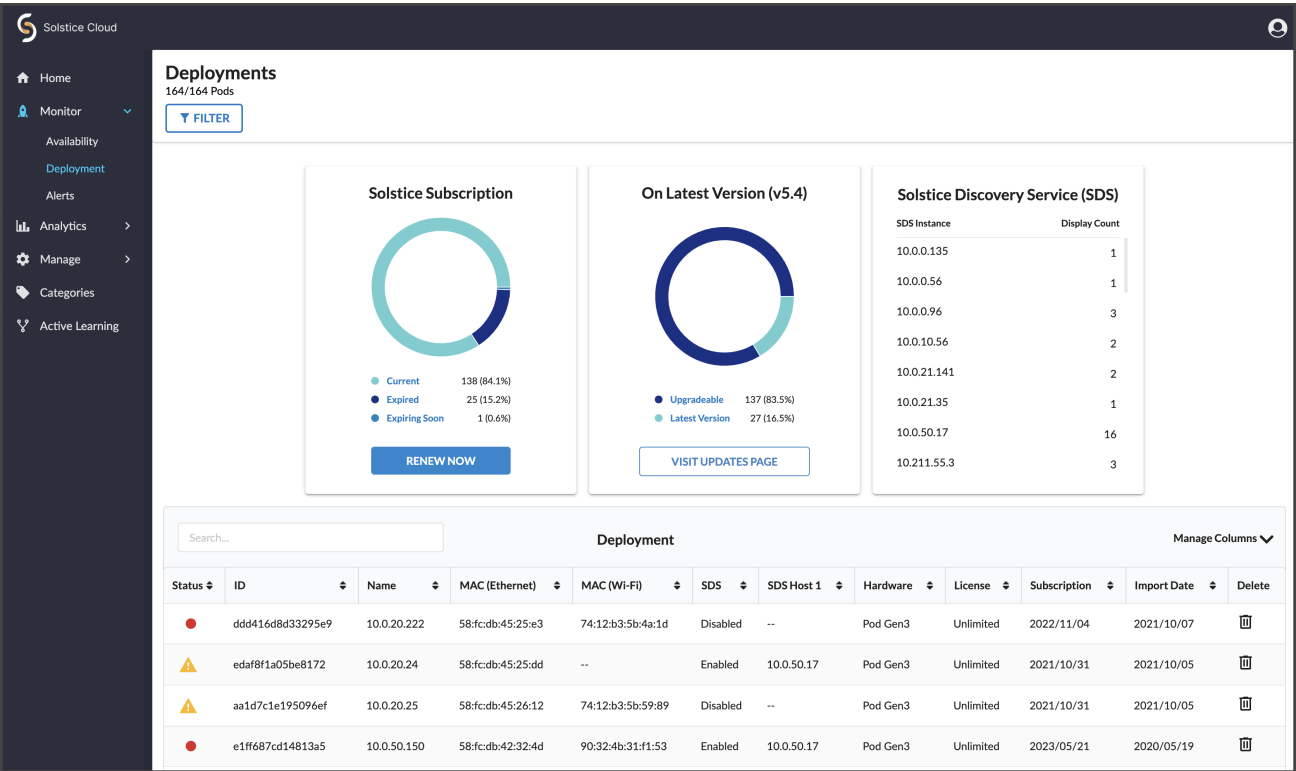 Solstice Cloud
Home
Monitor
Availability
Deployment
Alerts
Analytics
Manage
Categories
Active Learning
Deployments
164/164 Pods
FILTER
Solstice Subscription
Current 138 (84.1%)
Expired 25 (15.2%)
Expiring Soon 1 (0.6%)
RENEW NOW
On Latest Version (v5.4)
Upgradeable 137 (83.5%)
Latest Version 27 (16.5%)
VISIT UPDATES PAGE
Solstice Discovery Service (SDS)
SDS Instance Display Count
10.0.0.135 1
10.0.0.56 1
10.0.0.96 3
10.0.10.56 2
10.0.21.141 2
10.0.21.35 1
10.0.50.17 16
10.211.55.3 3
Search...
Deployment
Manage Columns
Status ID Name MAC (Ethernet) MAC (Wi-Fi) SDS SDS Host 1 Hardware License Subscription Import Date Delete
ddd416d8d33295e9 10.0.20.222 58:fc:db:45:25:e3 74:12:b3:5b:4a:1d Disabled -- Pod Gen3 Unlimited 2022/11/04 2021/10/07
edaf8f1a05be8172 10.0.20.24 58:fc:db:45:25:dd -- Enabled 10.0.50.17 Pod Gen3 Unlimited 2021/10/31 2021/10/05
aa1d7c1e195096ef 10.0.20.25 58:fc:db:45:26:12 74:12:b3:5b:59:89 Disabled -- Pod Gen3 Unlimited 2021/10/31 2021/10/05
e1ff687cd14813a5 10.0.50.150 58:fc:db:42:32:4d 90:32:4b:31:f1:53 Enabled 10.0.50.17 Pod Gen3 Unlimited 2023/05/21 2020/05/19